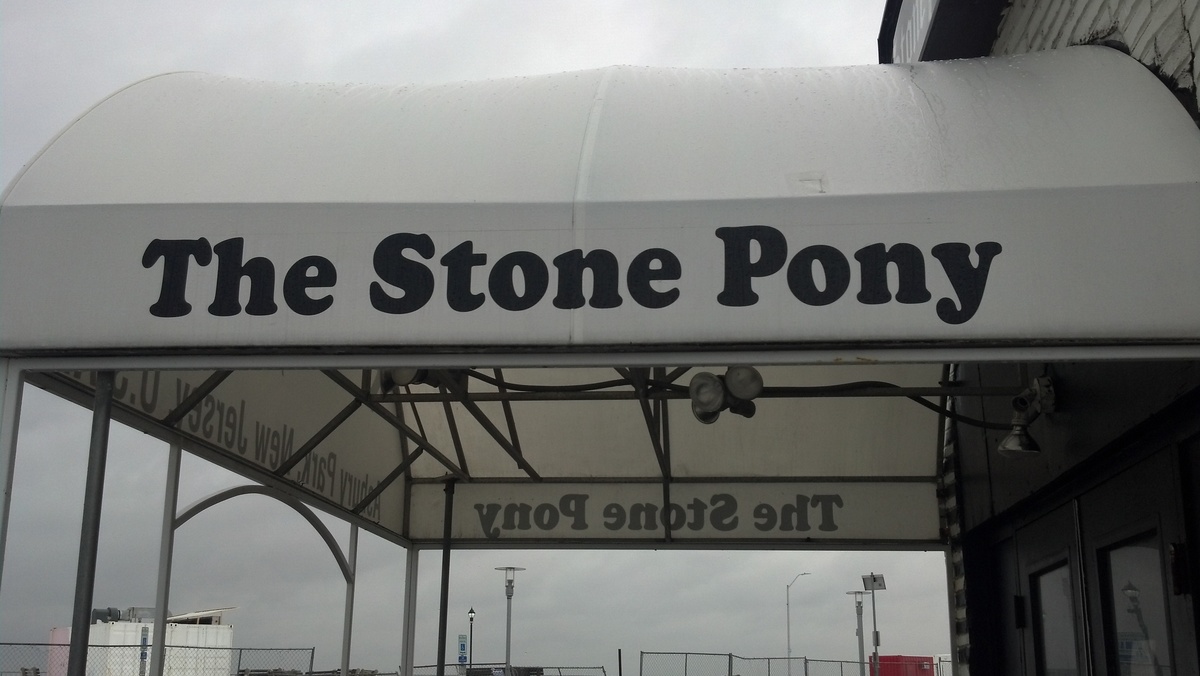 The Stone Pony
Asbury Park, New Jersey, U.S.
The Stone Pony